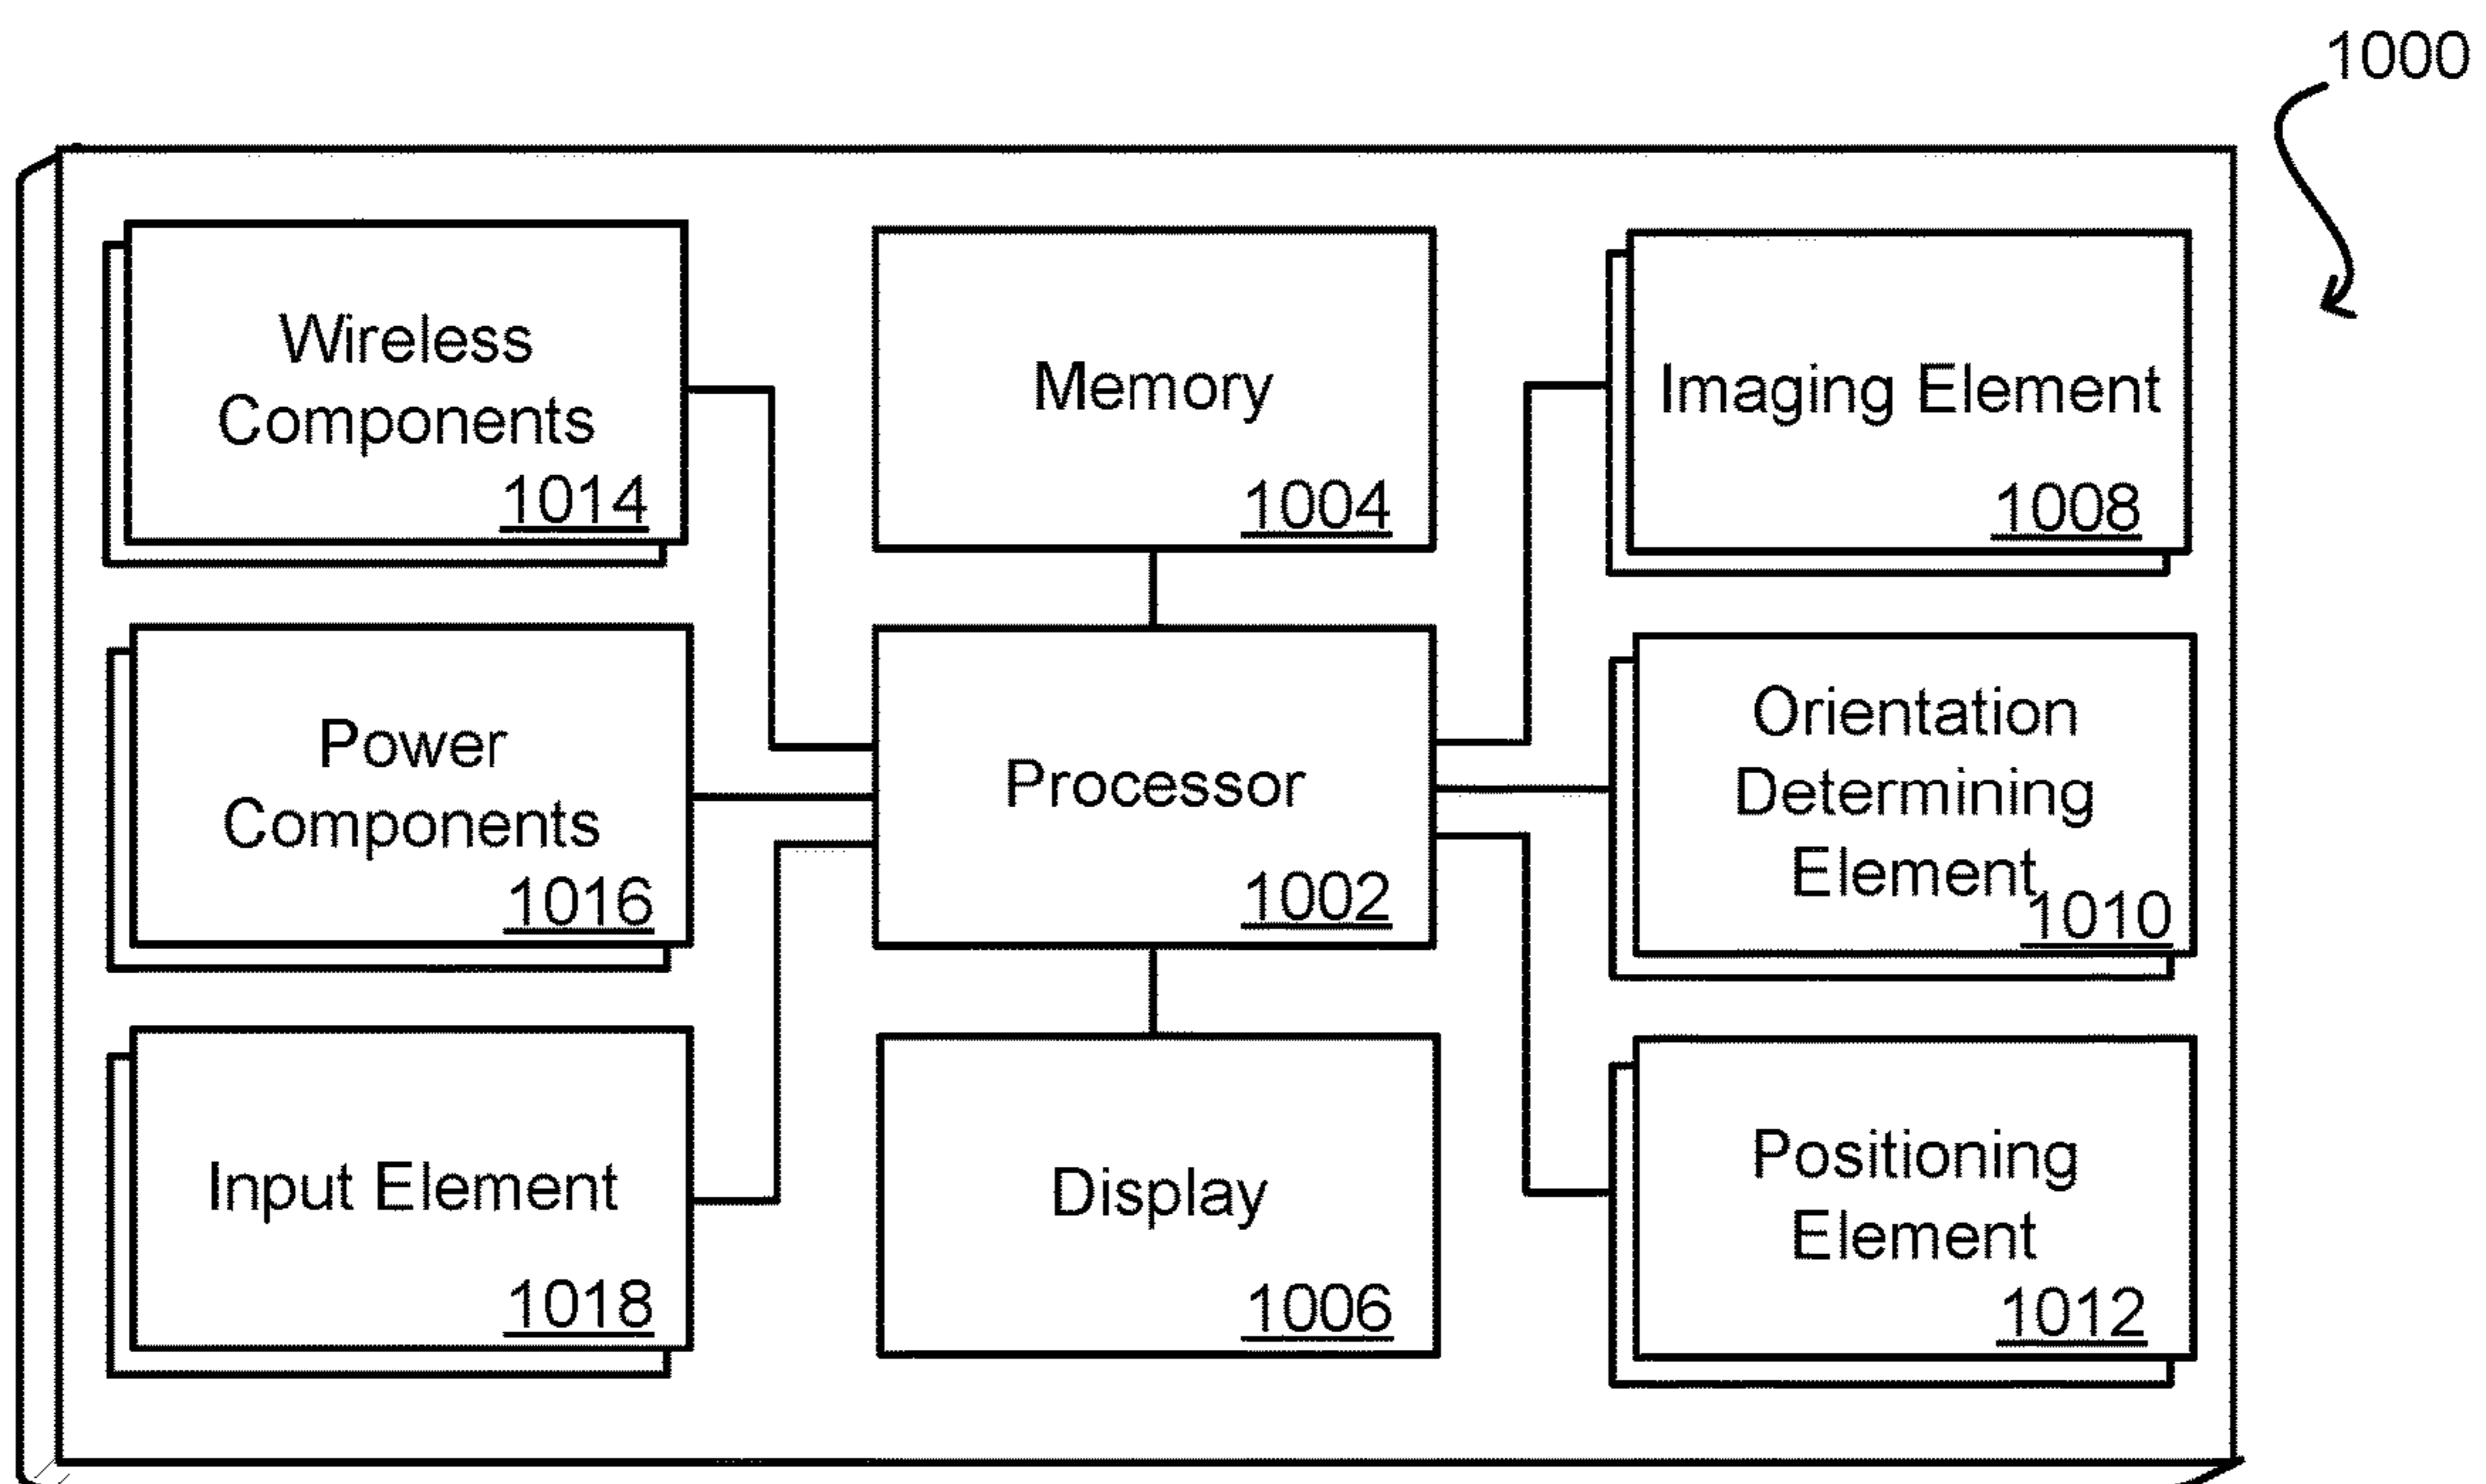 1000
Wireless
Components
1014
Memory
1004
Imaging Element
1008
Power
Components
1016
Processor
1002
Orientation
Determining
Element
1010
Input Element
1018
Display
1006
Positioning
Element
1012